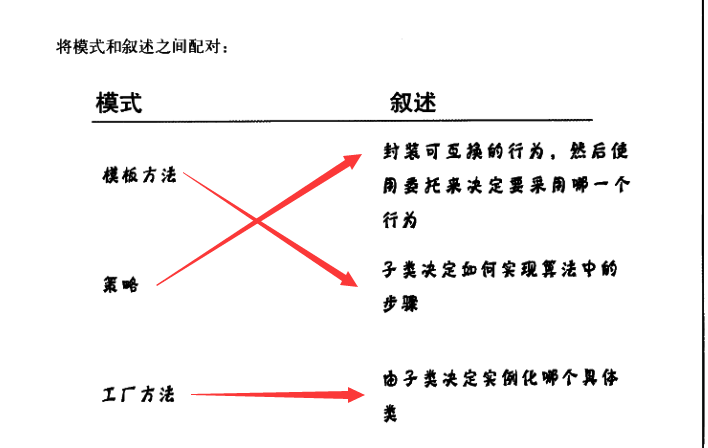 将模式和叙述之间配对：
模式 叙述
模板方法
封装可互换的行为，然后使
用委托来决定要采用哪一个
行为
策略
子类决定如何实现算法中的
步骤
工厂方法
由子类决定实例化哪个具体
类